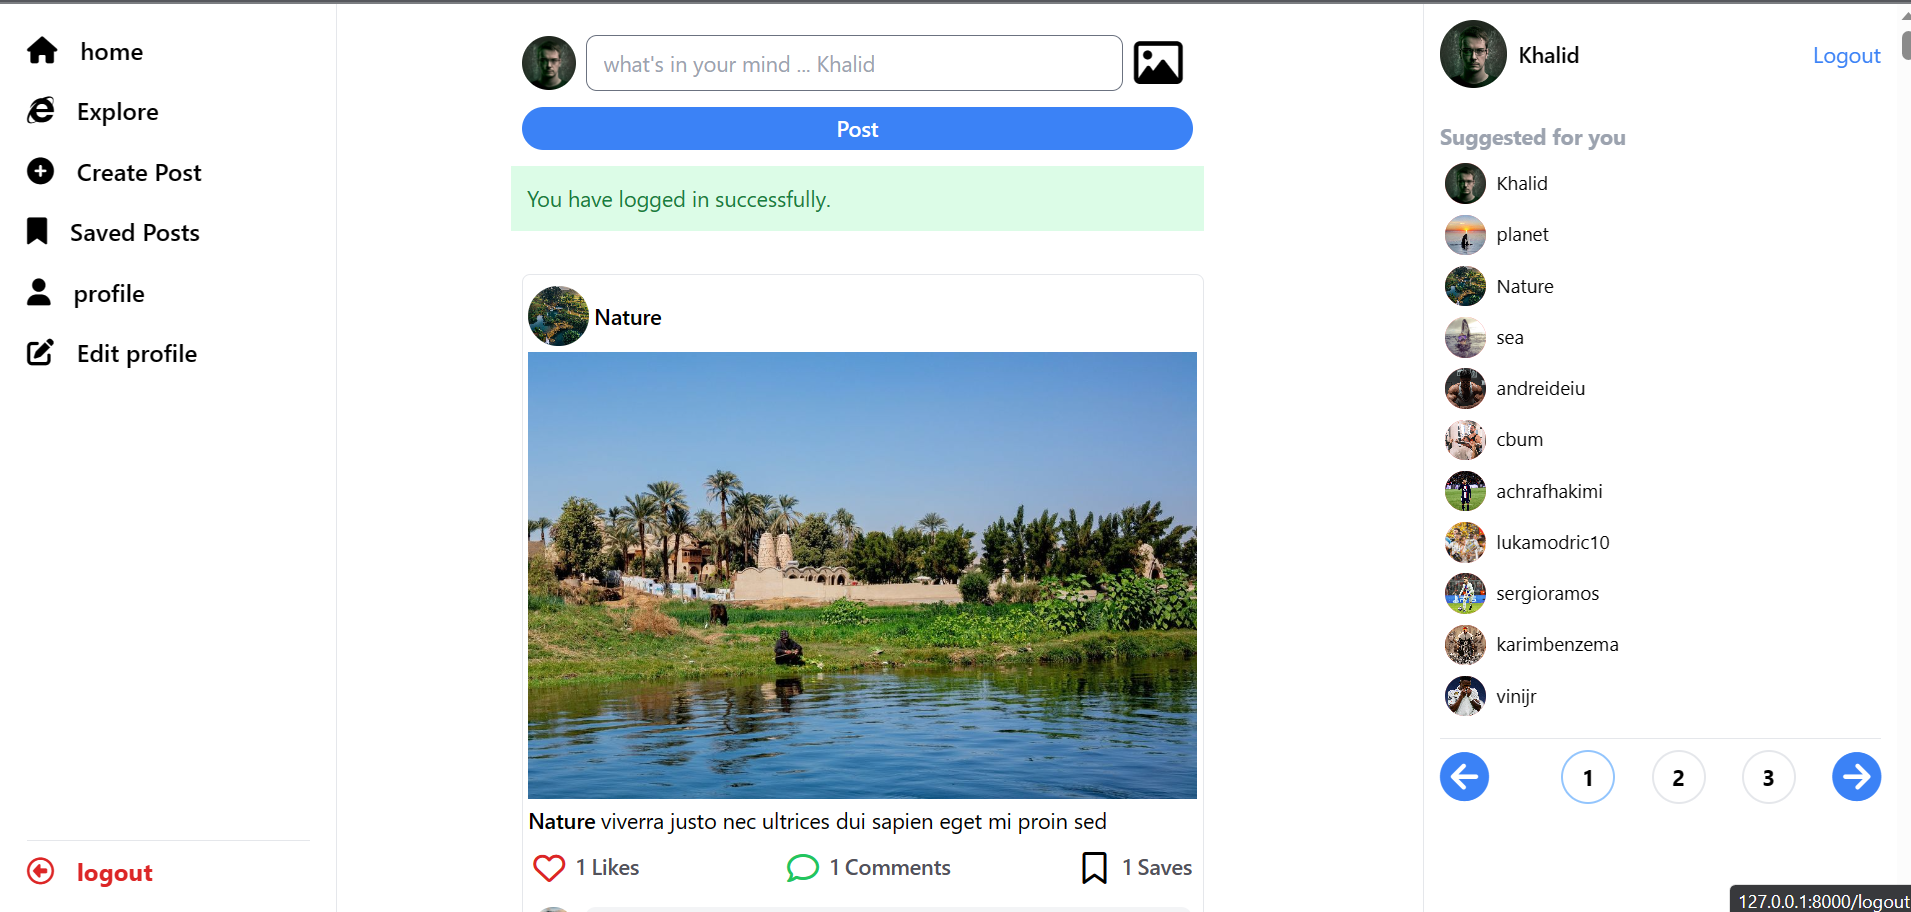 home
Explore
Create Post
Saved Posts
profile
Edit profile
logout
what's in your mind ... Khalid
Post
You have logged in successfully.
Nature
Nature viverra justo nec ultrices dui sapien eget mi proin sed
1 Likes
1 Comments
1 Saves
Khalid
Logout
Suggested for you
Khalid
planet
Nature
sea
andreideiu
cbum
achrafhakimi
lukamodric10
sergioramos
karimbenzema
vinijr
1
2
3
127.0.0.1:8000/logout